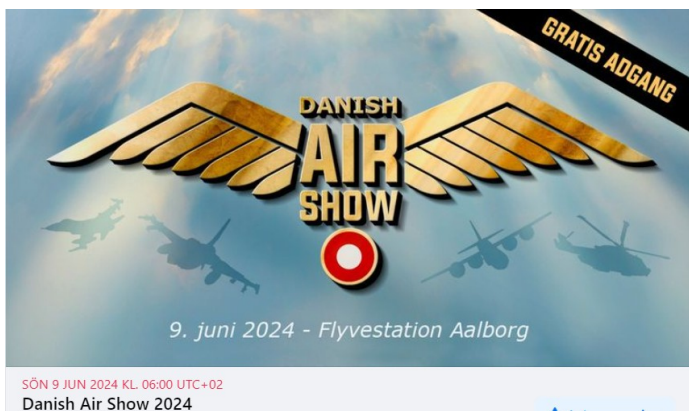 GRATIS ADGANG
DANISH
AIR
SHOW
9. juni 2024 - Flyvestation Aalborg
SÖN 9 JUN 2024 KL. 06:00 UTC+02
Danish Air Show 2024